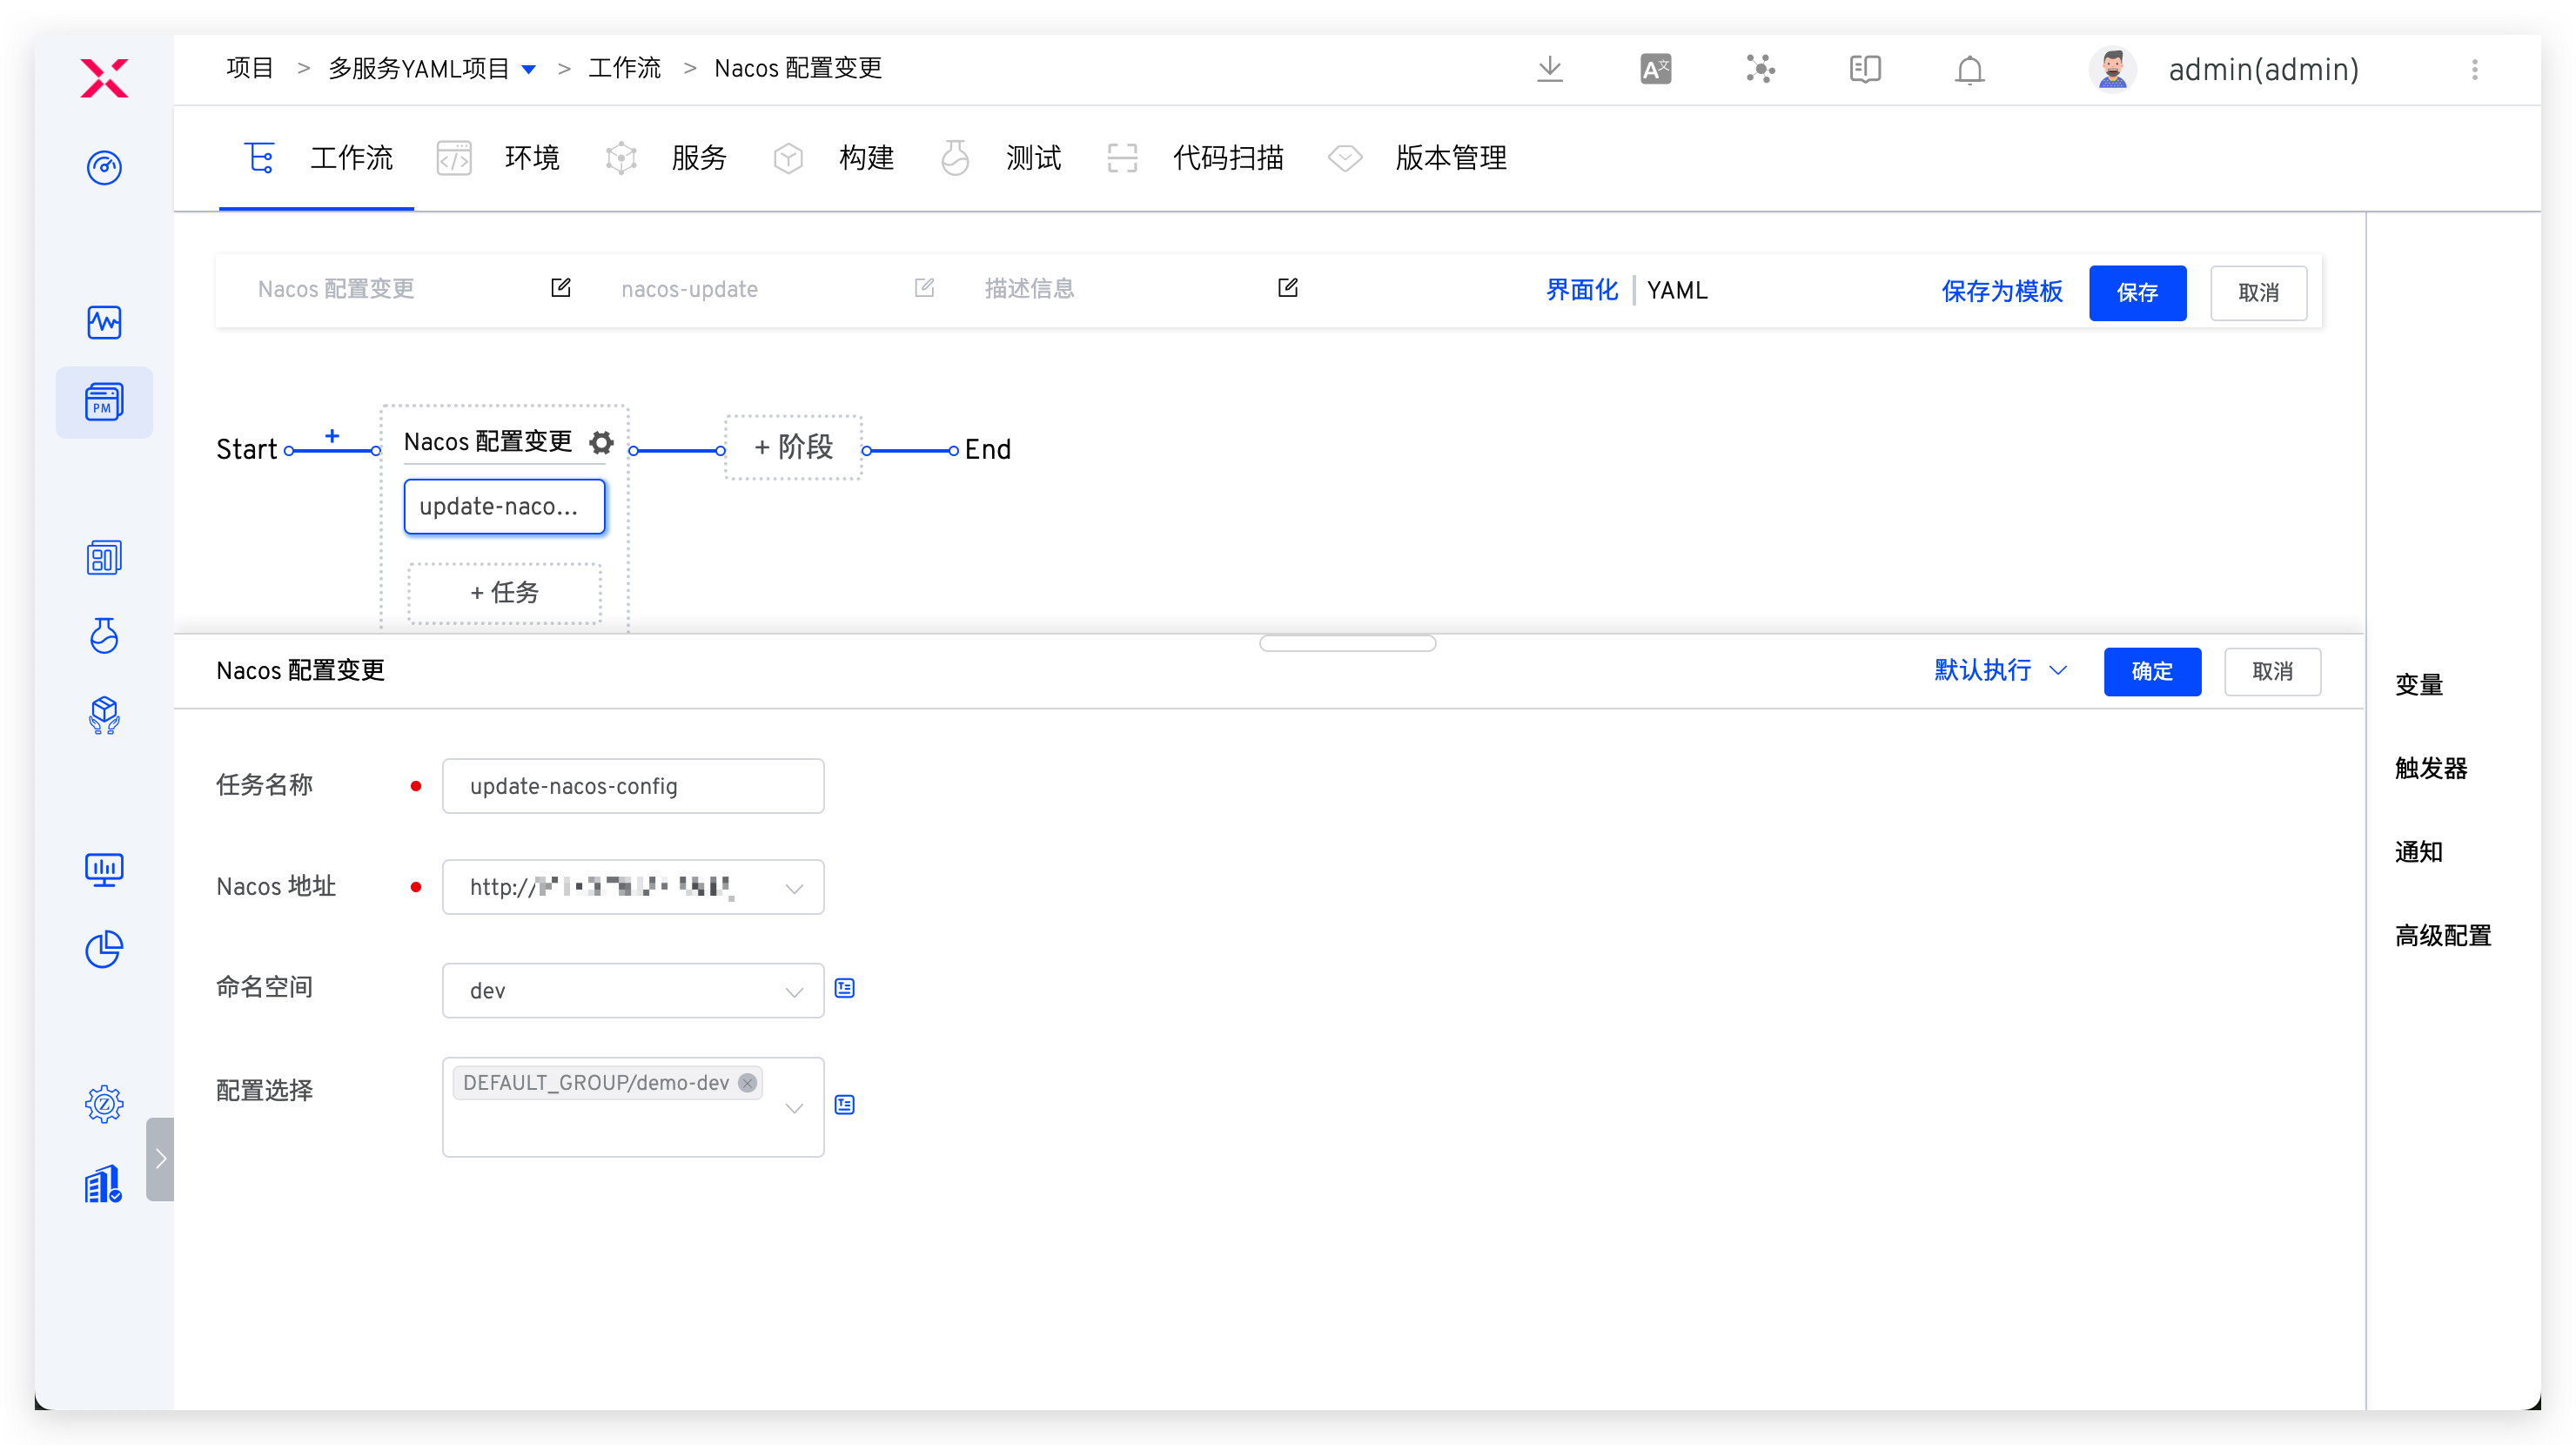 项目 > 多服务YAML项目 > 工作流 > Nacos 配置变更
admin(admin)
工作流 环境 服务 构建 测试 代码扫描 版本管理
Nacos 配置变更 nacos-update 描述信息 界面化 | YAML 保存为模板 保存 取消
Start + Nacos 配置变更 + 阶段 End
update-naco...
+ 任务
Nacos 配置变更 默认执行 确定 取消
任务名称 update-nacos-config
Nacos 地址 http://
命名空间 dev
配置选择 DEFAULT_GROUP/demo-dev
变量
触发器
通知
高级配置
PM